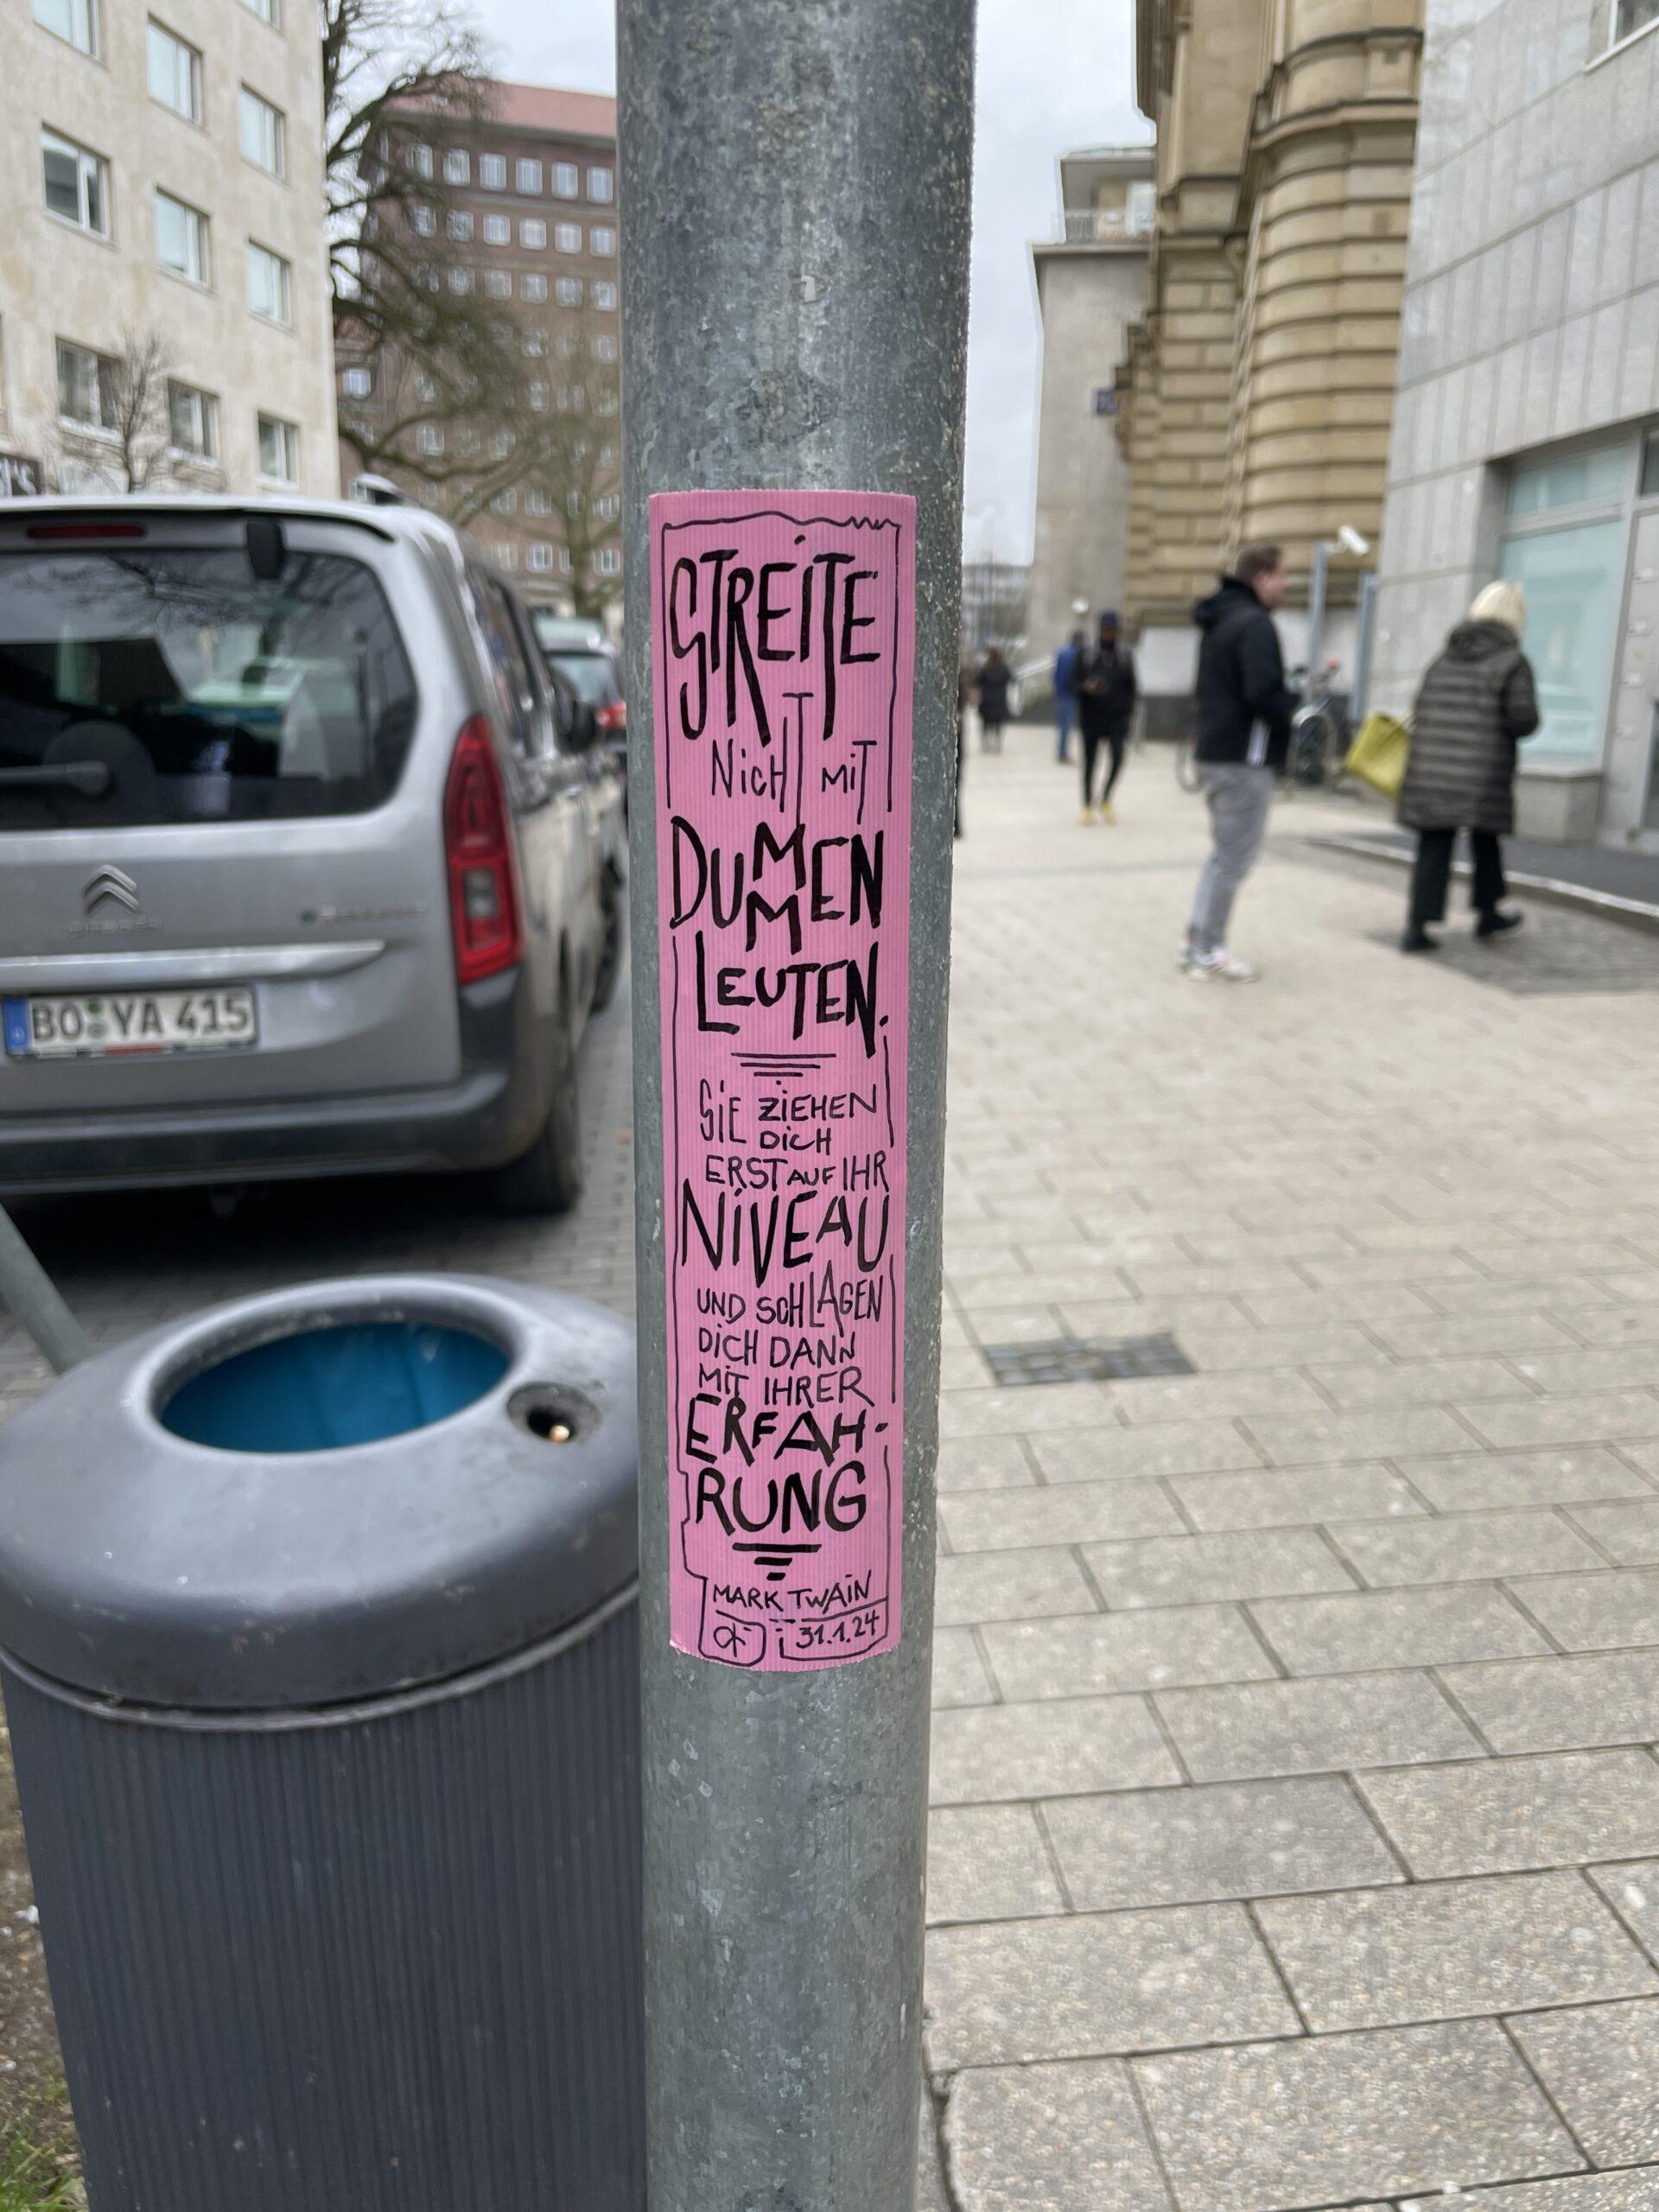 STREITE
NICHT MIT
DUMMEN
LEUTEN.
SIE ZIEHEN
DICH
ERST AUF IHR
NIVEAU
UND SCHLAGEN
DICH DANN
MIT IHRER
ERFAH-
RUNG
MARK TWAIN
31.1.24
BO YA 415